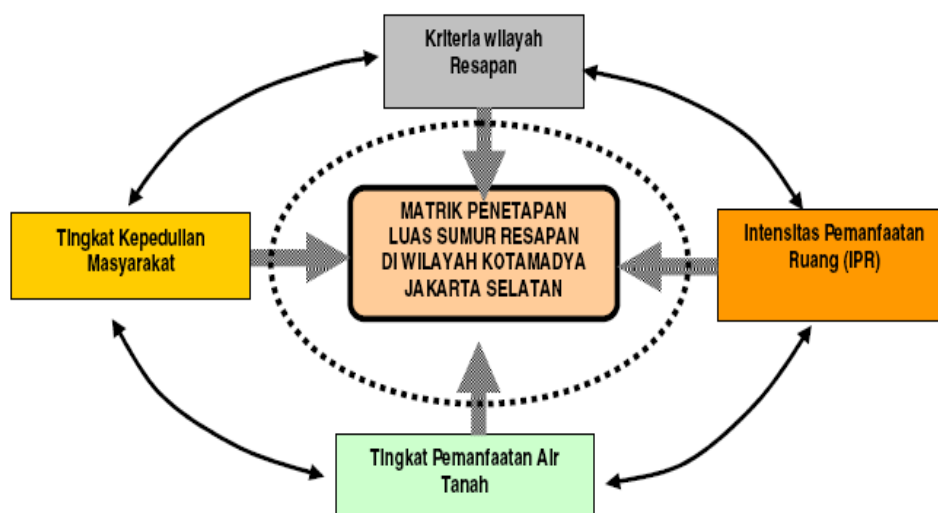 Kriteria wilayah
Resapan
Tingkat Kepedulian
Masyarakat
MATRIK PENETAPAN
LUAS SUMUR RESAPAN
DI WILAYAH KOTAMADYA
JAKARTA SELATAN
Intensitas Pemanfaatan
Ruang (IPR)
Tingkat Pemanfaatan Air
Tanah